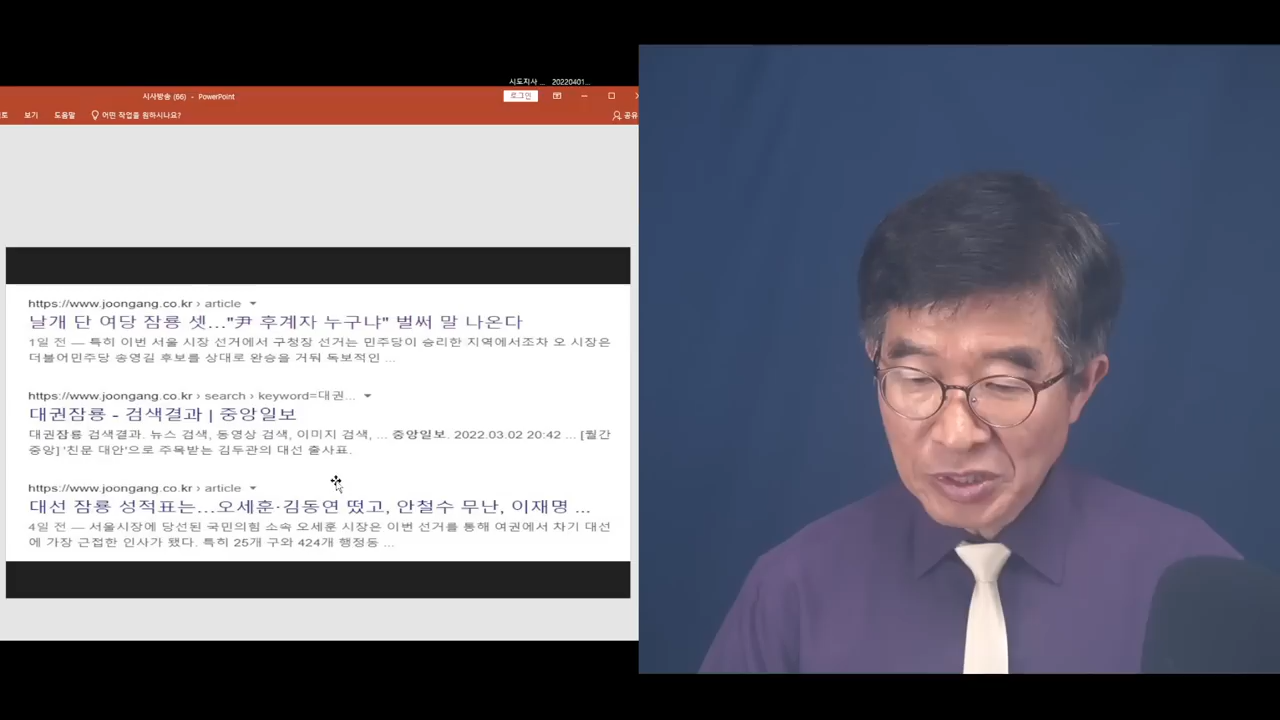 시도지사 ... 20220401...
시사방송 (66) - PowerPoint
로그인
보기 도움말 어떤 작업을 원하시나요? 공유
https://www.joongang.co.kr › article
날개 단 여당 잠룡 셋..."尹 후계자 누구냐" 벌써 말 나온다
1일 전 — 특히 이번 서울 시장 선거에서 구청장 선거는 민주당이 승리한 지역에서조차 오 시장은
더불어민주당 송영길 후보를 상대로 완승을 거둬 독보적인 ...
https://www.joongang.co.kr › search › keyword=대권...
대권잠룡 - 검색결과 | 중앙일보
대권잠룡 검색결과. 뉴스 검색, 동영상 검색, 이미지 검색, ... 중앙일보. 2022.03.02 20:42 ... [월간
중앙] '친문 대안'으로 주목받는 김두관의 대선 출사표.
https://www.joongang.co.kr › article
대선 잠룡 성적표는...오세훈·김동연 떴고, 안철수 무난, 이재명 ...
4일 전 — 서울시장에 당선된 국민의힘 소속 오세훈 시장은 이번 선거를 통해 여권에서 차기 대선
에 가장 근접한 인사가 됐다. 특히 25개 구와 424개 행정동 ...